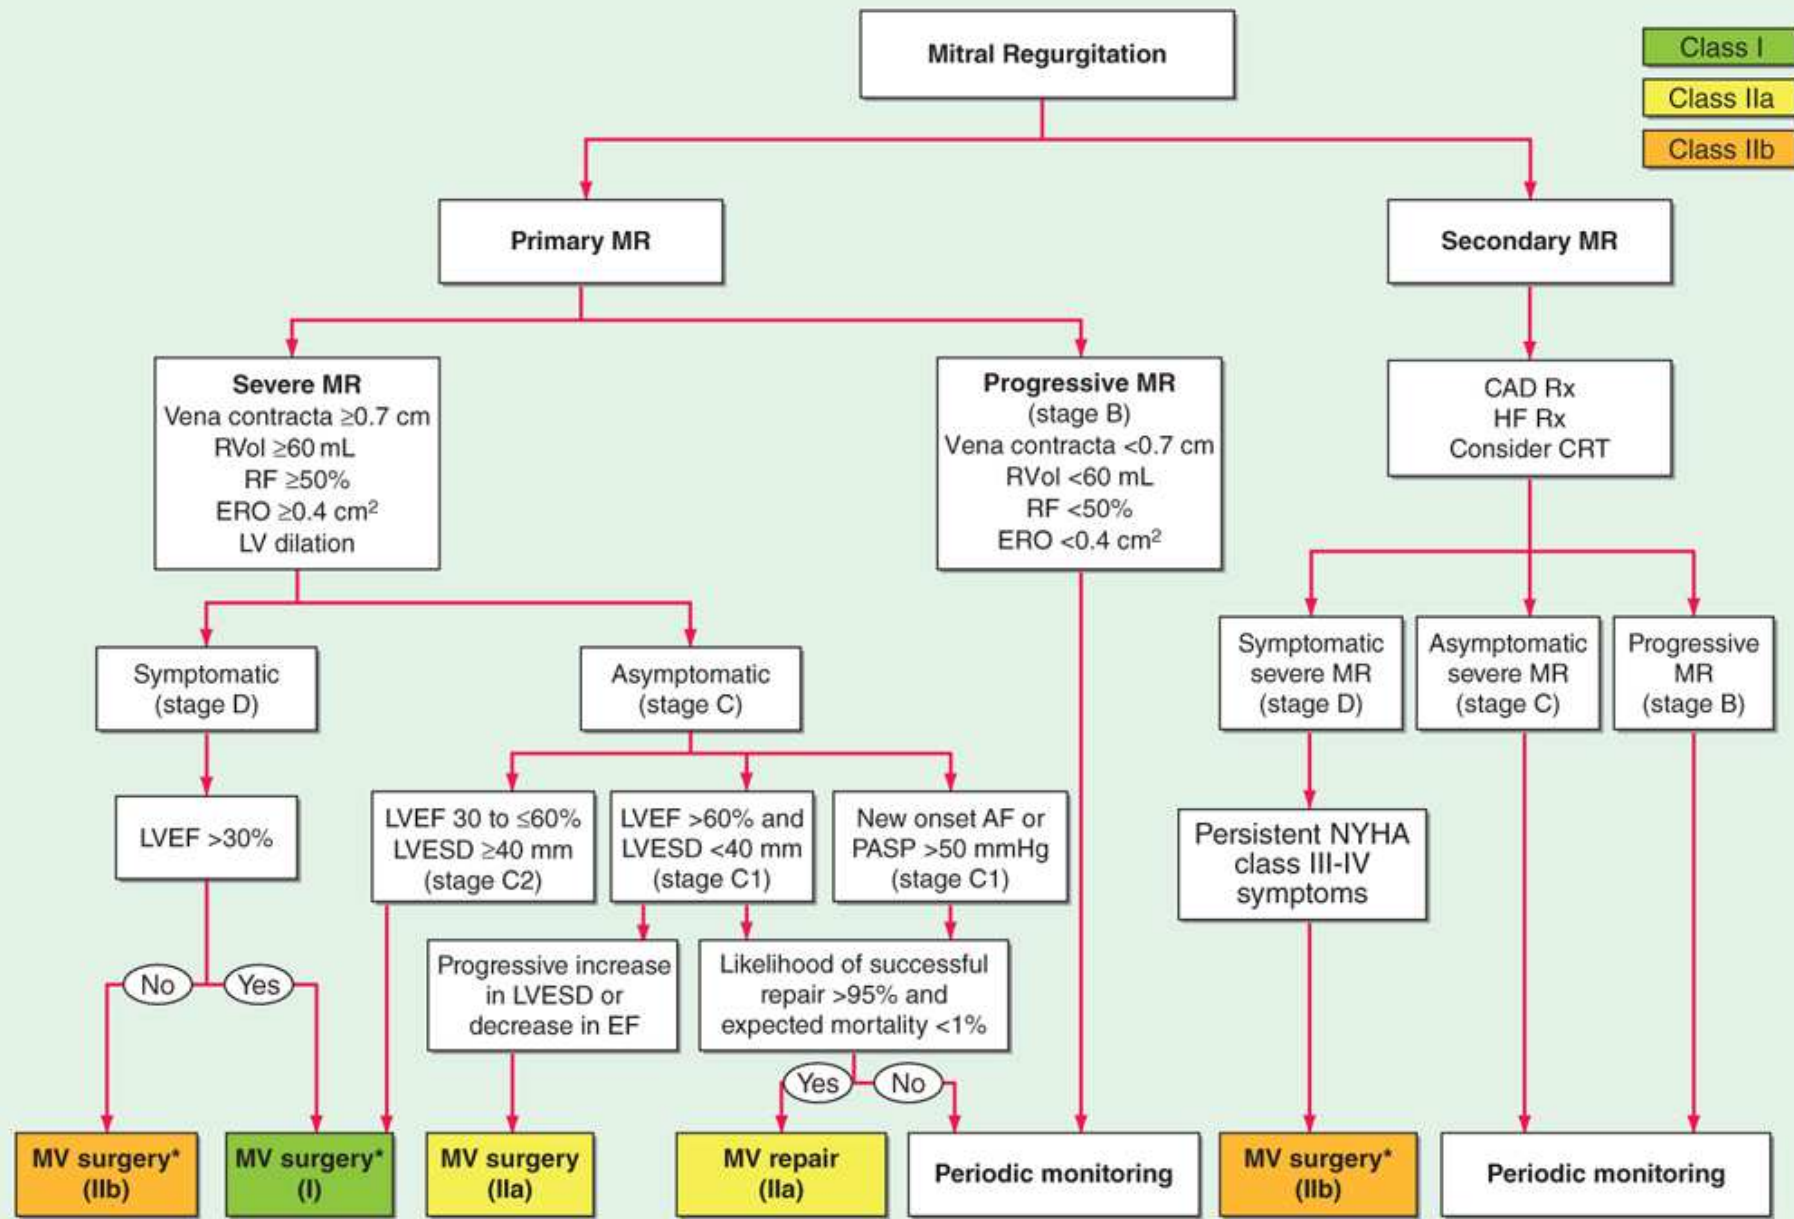 Mitral Regurgitation
Class I
Class IIa
Class IIb
Primary MR
Secondary MR
Severe MR
Vena contracta ≥0.7 cm
RVol ≥60 mL
RF ≥50%
ERO ≥0.4 cm²
LV dilation
Progressive MR
(stage B)
Vena contracta <0.7 cm
RVol <60 mL
RF <50%
ERO <0.4 cm²
CAD Rx
HF Rx
Consider CRT
Symptomatic
(stage D)
Asymptomatic
(stage C)
Symptomatic
severe MR
(stage D)
Asymptomatic
severe MR
(stage C)
Progressive
MR
(stage B)
LVEF >30%
LVEF 30 to ≤60%
LVESD ≥40 mm
(stage C2)
LVEF >60% and
LVESD <40 mm
(stage C1)
New onset AF or
PASP >50 mmHg
(stage C1)
Persistent NYHA
class III-IV
symptoms
Progressive increase
in LVESD or
decrease in EF
Likelihood of successful
repair >95% and
expected mortality <1%
No
Yes
Yes
No
MV surgery*
(IIb)
MV surgery*
(I)
MV surgery
(IIa)
MV repair
(IIa)
Periodic monitoring
MV surgery*
(IIb)
Periodic monitoring